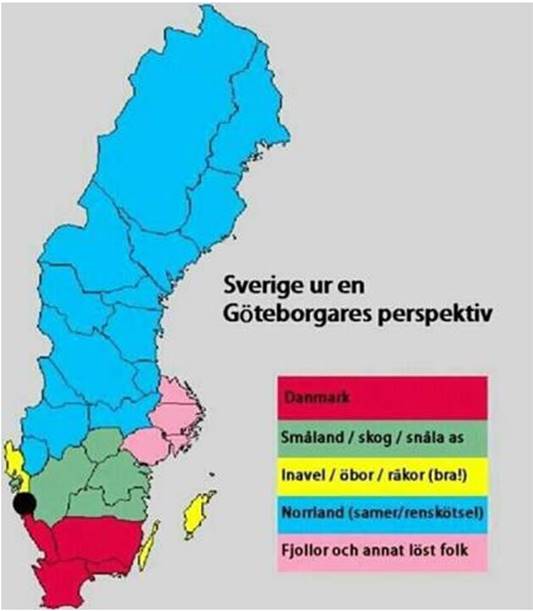 Sverige ur en
Göteborgares perspektiv
Danmark
Småland / skog / snåla as
Inavel / öbor / räkor (bra!)
Norrland (samer/renskötsel)
Fjollor och annat löst folk